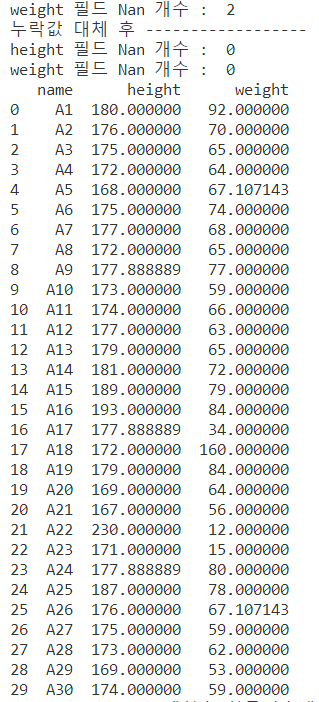 weight 필드 Nan 개수 :  2
누락값 대체 후 ------------------
height 필드 Nan 개수 :  0
weight 필드 Nan 개수 :  0
name height weight
0 A1 180.000000 92.000000
1 A2 176.000000 70.000000
2 A3 175.000000 65.000000
3 A4 172.000000 64.000000
4 A5 168.000000 67.107143
5 A6 175.000000 74.000000
6 A7 177.000000 68.000000
7 A8 172.000000 65.000000
8 A9 177.888889 77.000000
9 A10 173.000000 59.000000
10 A11 174.000000 66.000000
11 A12 177.000000 63.000000
12 A13 179.000000 65.000000
13 A14 181.000000 72.000000
14 A15 189.000000 79.000000
15 A16 193.000000 84.000000
16 A17 177.888889 34.000000
17 A18 172.000000 160.000000
18 A19 179.000000 84.000000
19 A20 169.000000 64.000000
20 A21 167.000000 56.000000
21 A22 230.000000 12.000000
22 A23 171.000000 15.000000
23 A24 177.888889 80.000000
24 A25 187.000000 78.000000
25 A26 176.000000 67.107143
26 A27 175.000000 59.000000
27 A28 173.000000 62.000000
28 A29 169.000000 53.000000
29 A30 174.000000 59.000000